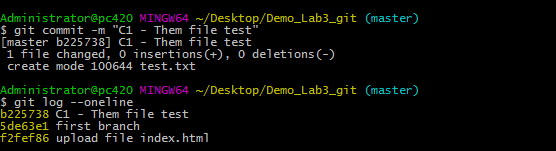 Administrator@pc420 MINGW64 ~/Desktop/Demo_Lab3_git (master)
$ git commit -m "C1 - Them file test"
[master b225738] C1 - Them file test
 1 file changed, 0 insertions(+), 0 deletions(-)
 create mode 100644 test.txt

Administrator@pc420 MINGW64 ~/Desktop/Demo_Lab3_git (master)
$ git log --oneline
b225738 C1 - Them file test
5de63e1 first branch
f2fef86 upload file index.html